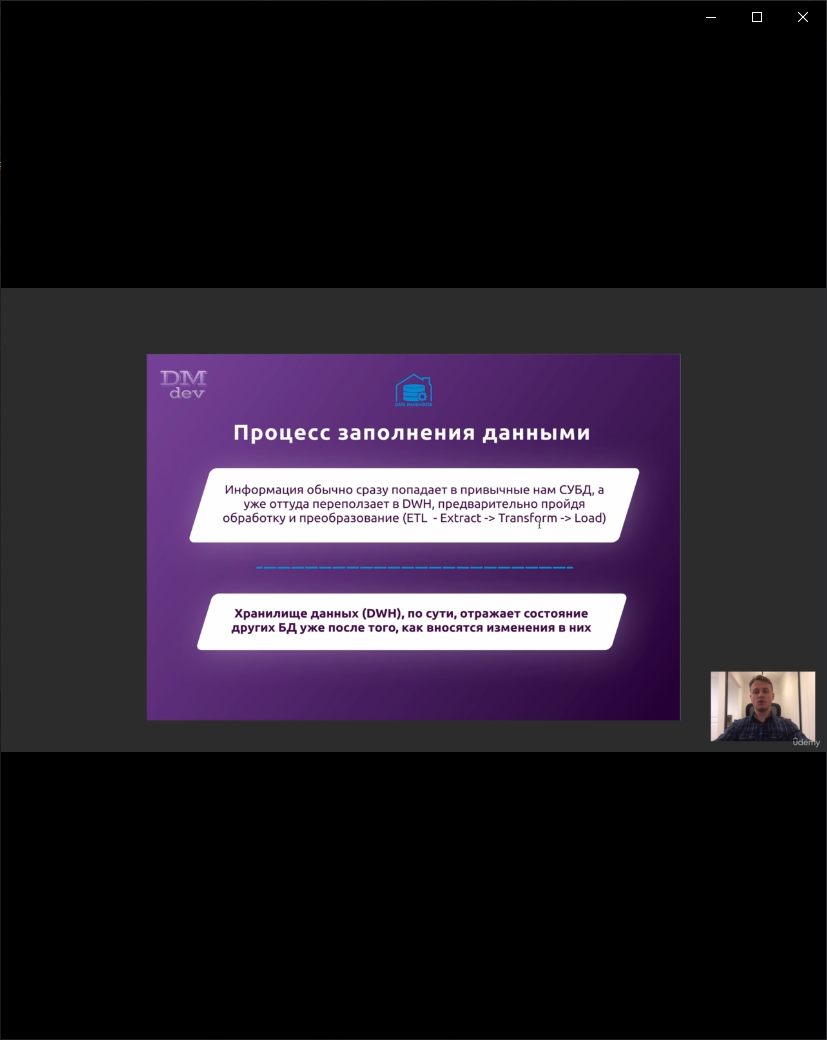 DM
dev
Процесс заполнения данными
Информация обычно сразу попадает в привычные нам СУБД, а
уже оттуда переползает в DWH, предварительно пройдя
обработку и преобразование (ETL - Extract -> Transform -> Load)
Хранилище данных (DWH), по сути, отражает состояние
других БД уже после того, как вносятся изменения в них
ûdemy